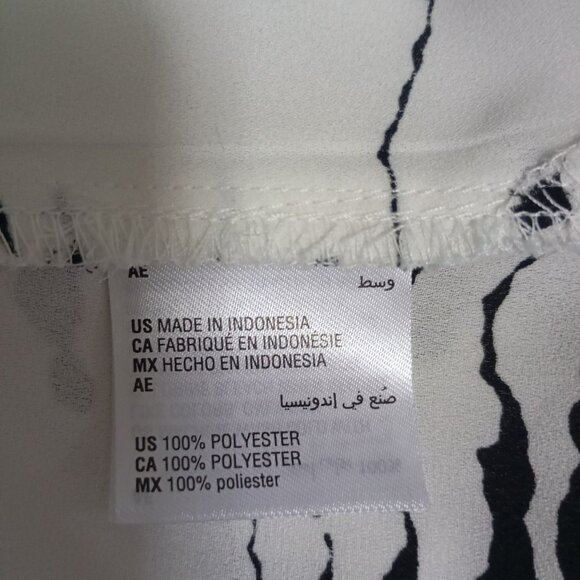 AE
وسط
US MADE IN INDONESIA
CA FABRIQUÉ EN INDONÉSIE
MX HECHO EN INDONESIA
AE
صُنع في إندونيسيا
US 100% POLYESTER
CA 100% POLYESTER
MX 100% poliester